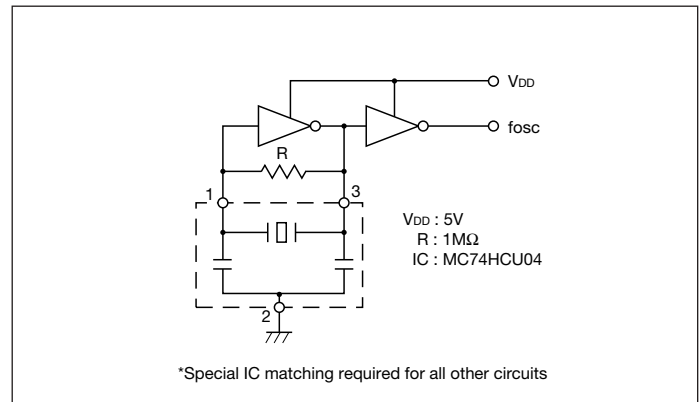 VDD
fosc
R
1
3
VDD : 5V
R : 1MΩ
IC : MC74HCU04
2
*Special IC matching required for all other circuits